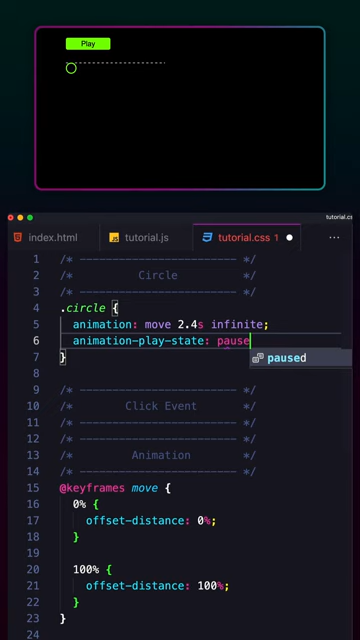 Play
tutorial.cs
index.html
JS tutorial.js
tutorial.css 1 ● ···
1 /* ------------------------ */
2 /* Circle */
3 /* ------------------------ */
4 .circle {
5 animation: move 2.4s infinite;
6 animation-play-state: pause
paused
7 }
8
9 /* ------------------------ */
10 /* Click Event */
11 /* ------------------------ */
12 /* ------------------------ */
13 /* Animation */
14 /* ------------------------ */
15 @keyframes move {
16 0% {
17 offset-distance: 0%;
18 }
19
20 100% {
21 offset-distance: 100%;
22 }
23 }
24